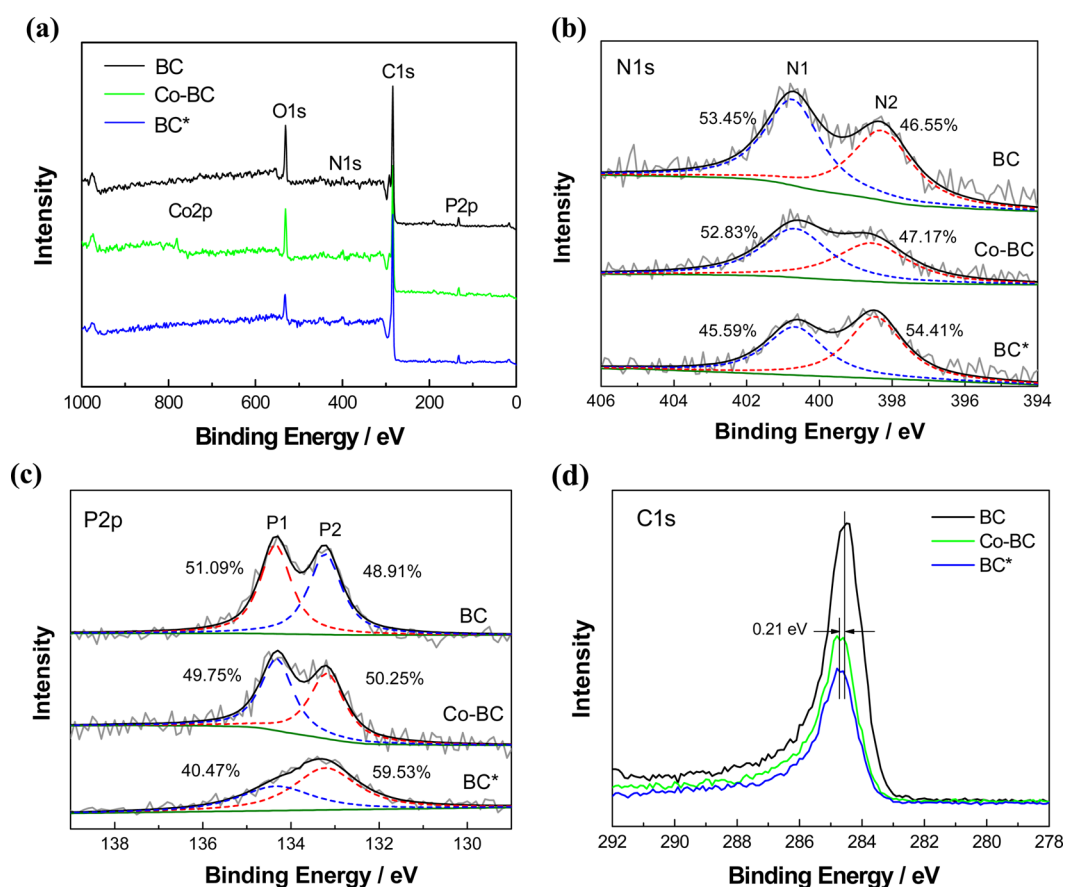 (a)
BC
Co-BC
BC*
C1s
O1s
N1s
Co2p
P2p
Intensity
1000 800 600 400 200 0
Binding Energy / eV
(b)
N1s
N1
N2
53.45%
46.55%
BC
52.83%
47.17%
Co-BC
45.59%
54.41%
BC*
Intensity
406 404 402 400 398 396 394
Binding Energy / eV
(c)
P2p
P1 P2
51.09%
48.91%
BC
49.75%
50.25%
Co-BC
40.47%
59.53%
BC*
Intensity
138 136 134 132 130
Binding Energy / eV
(d)
C1s
BC
Co-BC
BC*
0.21 eV
Intensity
292 290 288 286 284 282 280 278
Binding Energy / eV